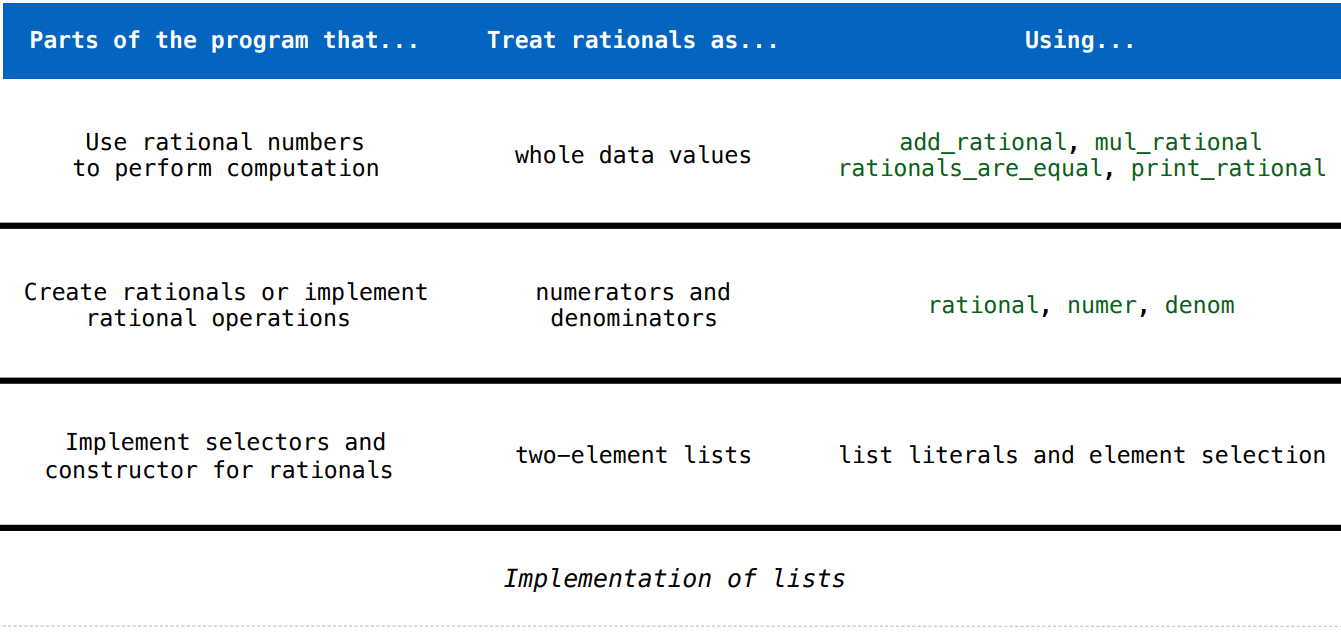 Parts of the program that... Treat rationals as... Using...
Use rational numbers
to perform computation
whole data values
add_rational, mul_rational
rationals_are_equal, print_rational
Create rationals or implement
rational operations
numerators and
denominators
rational, numer, denom
Implement selectors and
constructor for rationals
two-element lists
list literals and element selection
Implementation of lists